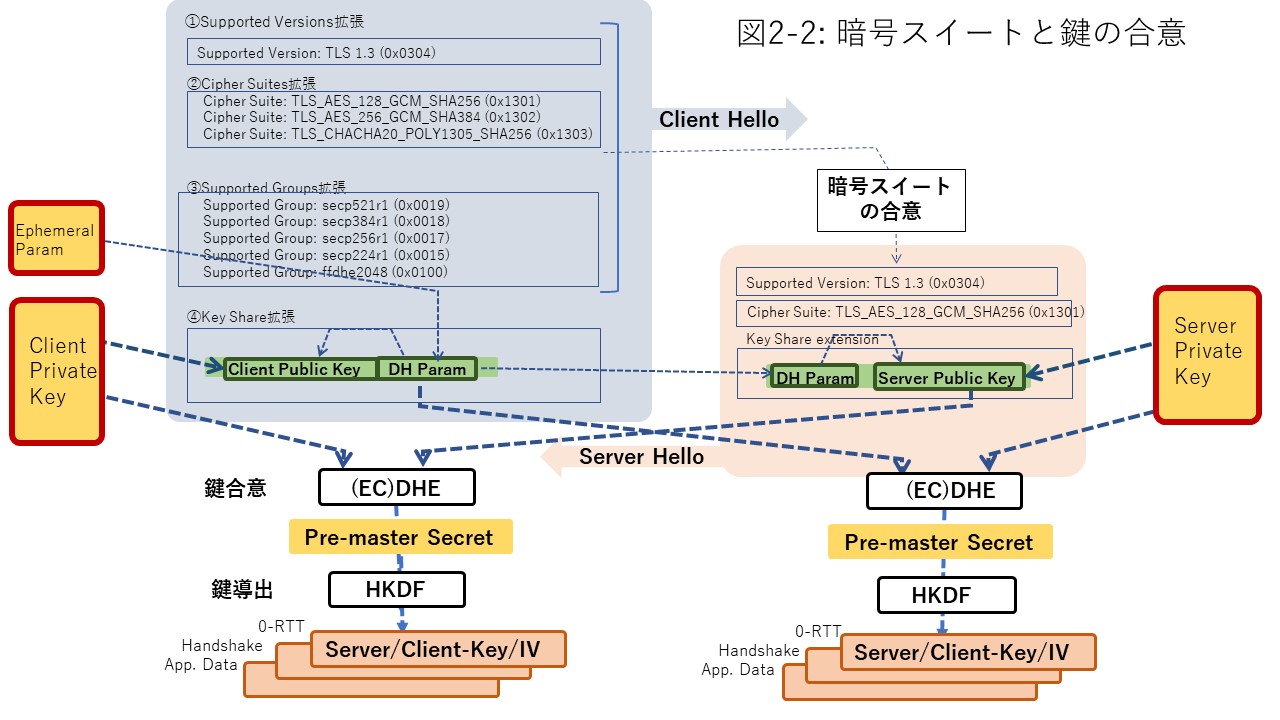 図2-2: 暗号スイートと鍵の合意
①Supported Versions拡張
Supported Version: TLS 1.3 (0x0304)
②Cipher Suites拡張
Cipher Suite: TLS_AES_128_GCM_SHA256 (0x1301)
Cipher Suite: TLS_AES_256_GCM_SHA384 (0x1302)
Cipher Suite: TLS_CHACHA20_POLY1305_SHA256 (0x1303)
Client Hello
③Supported Groups拡張
Supported Group: secp521r1 (0x0019)
Supported Group: secp384r1 (0x0018)
Supported Group: secp256r1 (0x0017)
Supported Group: secp224r1 (0x0015)
Supported Group: ffdhe2048 (0x0100)
暗号スイート
の合意
Ephemeral
Param
Client
Private
Key
④Key Share拡張
Client Public Key
DH Param
Supported Version: TLS 1.3 (0x0304)
Cipher Suite: TLS_AES_128_GCM_SHA256 (0x1301)
Key Share extension
DH Param
Server Public Key
Server
Private
Key
Server Hello
鍵合意
(EC)DHE
(EC)DHE
Pre-master Secret
Pre-master Secret
鍵導出
HKDF
HKDF
0-RTT
Handshake
App. Data
Server/Client-Key/IV
0-RTT
Handshake
App. Data
Server/Client-Key/IV